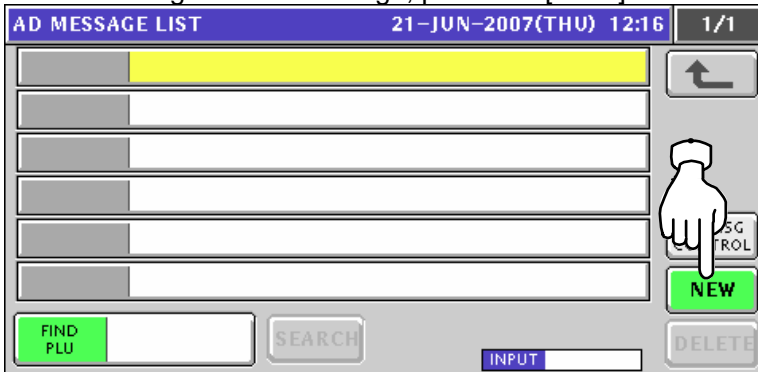 AD MESSAGE LIST 21-JUN-2007(THU) 12:16 1/1
NEW
FIND
PLU
SEARCH
DELETE
INPUT